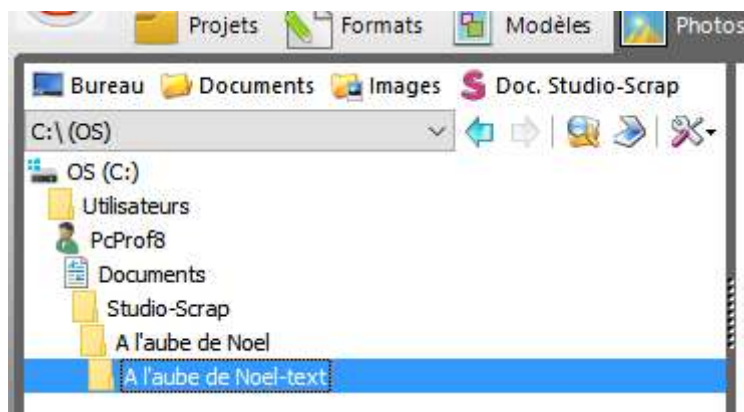 Projets Formats Modèles Photos
Bureau Documents Images Doc. Studio-Scrap
C:\ (OS)
OS (C:)
Utilisateurs
PcProf8
Documents
Studio-Scrap
A l'aube de Noel
A l'aube de Noel-text